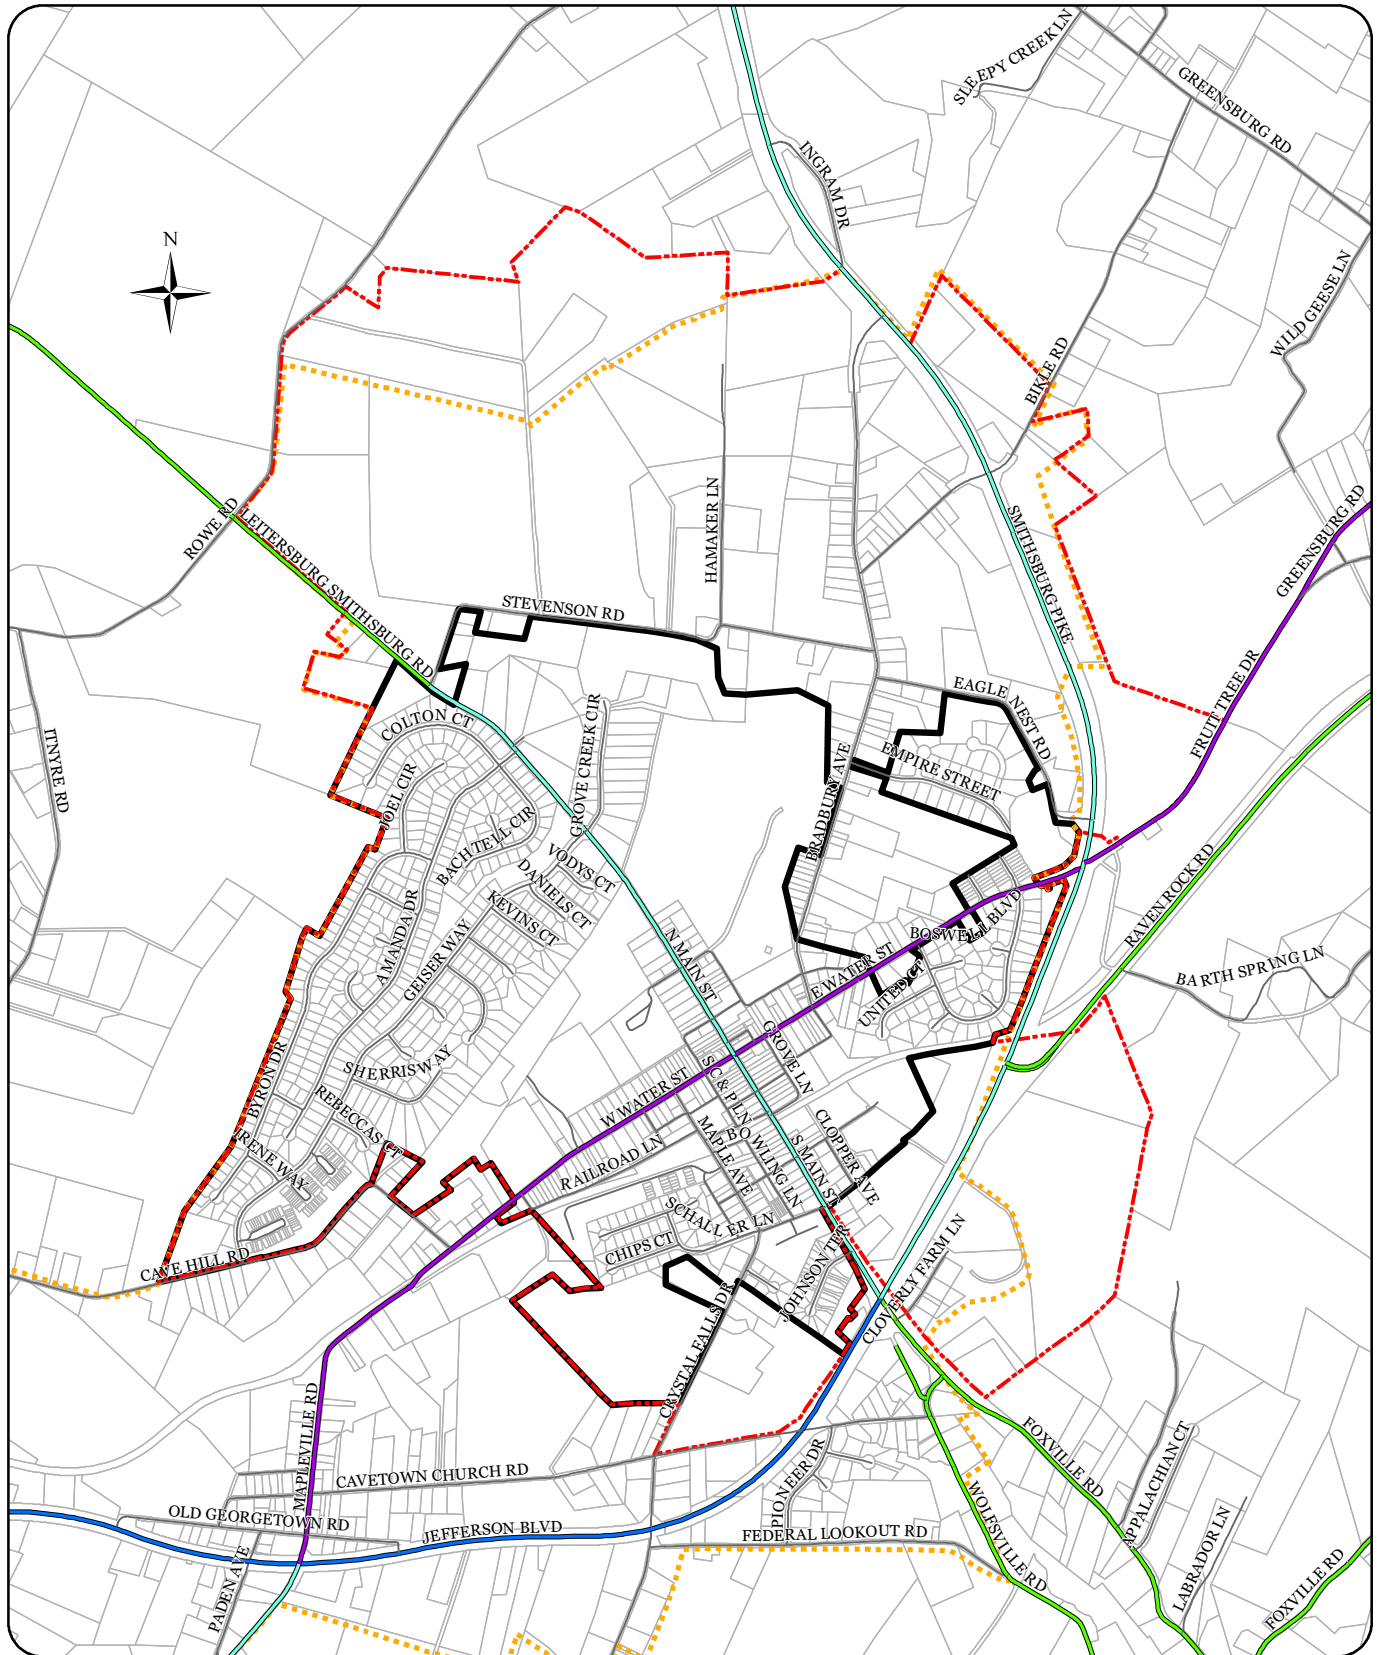 SLEEPY CREEK LN
GREENSBURG RD
INGRAM DR
N
WILD GEESE LN
BIKLE RD
HAMAKER LN
GREENSBURG RD
ROWE RD
LEITERSBURG SMITHSBURG RD
SMITHSBURG PIKE
STEVENSON RD
FRUIT TREE DR
EAGLE NEST RD
COLTON CT
GROVE CREEK CIR
ITNYRE RD
EMPIRE STREET
JOEL CIR
BRADBURY AVE
BACHTELL CIR
VODYS CT
DANIELS CT
RAVEN ROCK RD
KEVINS CT
AMANDA DR
BOSWELL BLVD
GEISER WAY
N MAIN ST
E WATER ST
BARTH SPRING LN
UNITED CT
GROVE LN
BYRON DR
SHERRIS WAY
S C & P LN
W WATER ST
REBECCAS CT
MAPLE AVE
BOWLING LN
CLOPPER AVE
IRENE WAY
RAILROAD LN
S MAIN ST
SCHALLER LN
CAVE HILL RD
CHIPS CT
JOHNSON TER
CLOVERLY FARM LN
CRYSTAL FALLS DR
MAPLEVILLE RD
FOXVILLE RD
APPALACHIAN CT
PIONEER DR
CAVETOWN CHURCH RD
WOLFSVILLE RD
OLD GEORGETOWN RD
JEFFERSON BLVD
FEDERAL LOOKOUT RD
LABRADOR LN
PADEN AVE
FOXVILLE RD